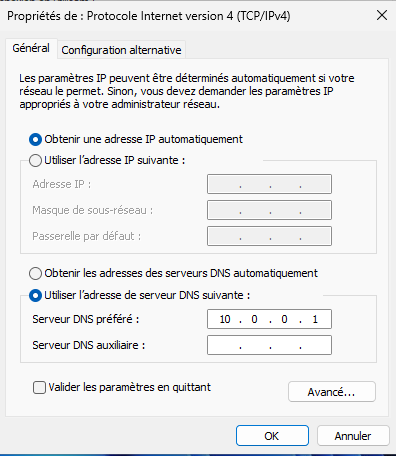 Propriétés de : Protocole Internet version 4 (TCP/IPv4)
Général
Configuration alternative
Les paramètres IP peuvent être déterminés automatiquement si votre
réseau le permet. Sinon, vous devez demander les paramètres IP
appropriés à votre administrateur réseau.
Obtenir une adresse IP automatiquement
Utiliser l'adresse IP suivante :
Adresse IP : . . .
Masque de sous-réseau : . . .
Passerelle par défaut : . . .
Obtenir les adresses des serveurs DNS automatiquement
Utiliser l'adresse de serveur DNS suivante :
Serveur DNS préféré : 10 . 0 . 0 . 1
Serveur DNS auxiliaire : . . .
Valider les paramètres en quittant
Avancé...
OK
Annuler